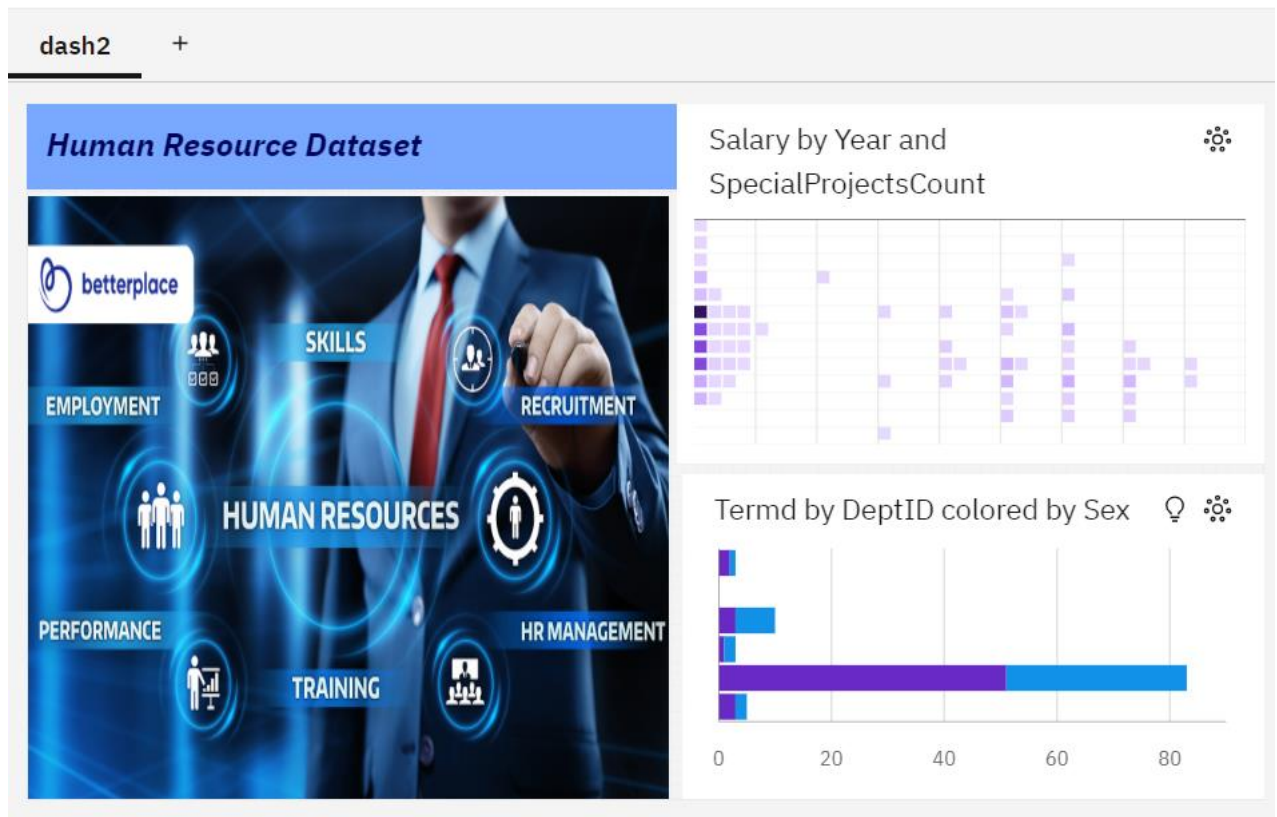 dash2 +
Human Resource Dataset
betterplace
SKILLS
EMPLOYMENT
RECRUITMENT
HUMAN RESOURCES
PERFORMANCE
HR MANAGEMENT
TRAINING
Salary by Year and
SpecialProjectsCount
Termd by DeptID colored by Sex
0 20 40 60 80